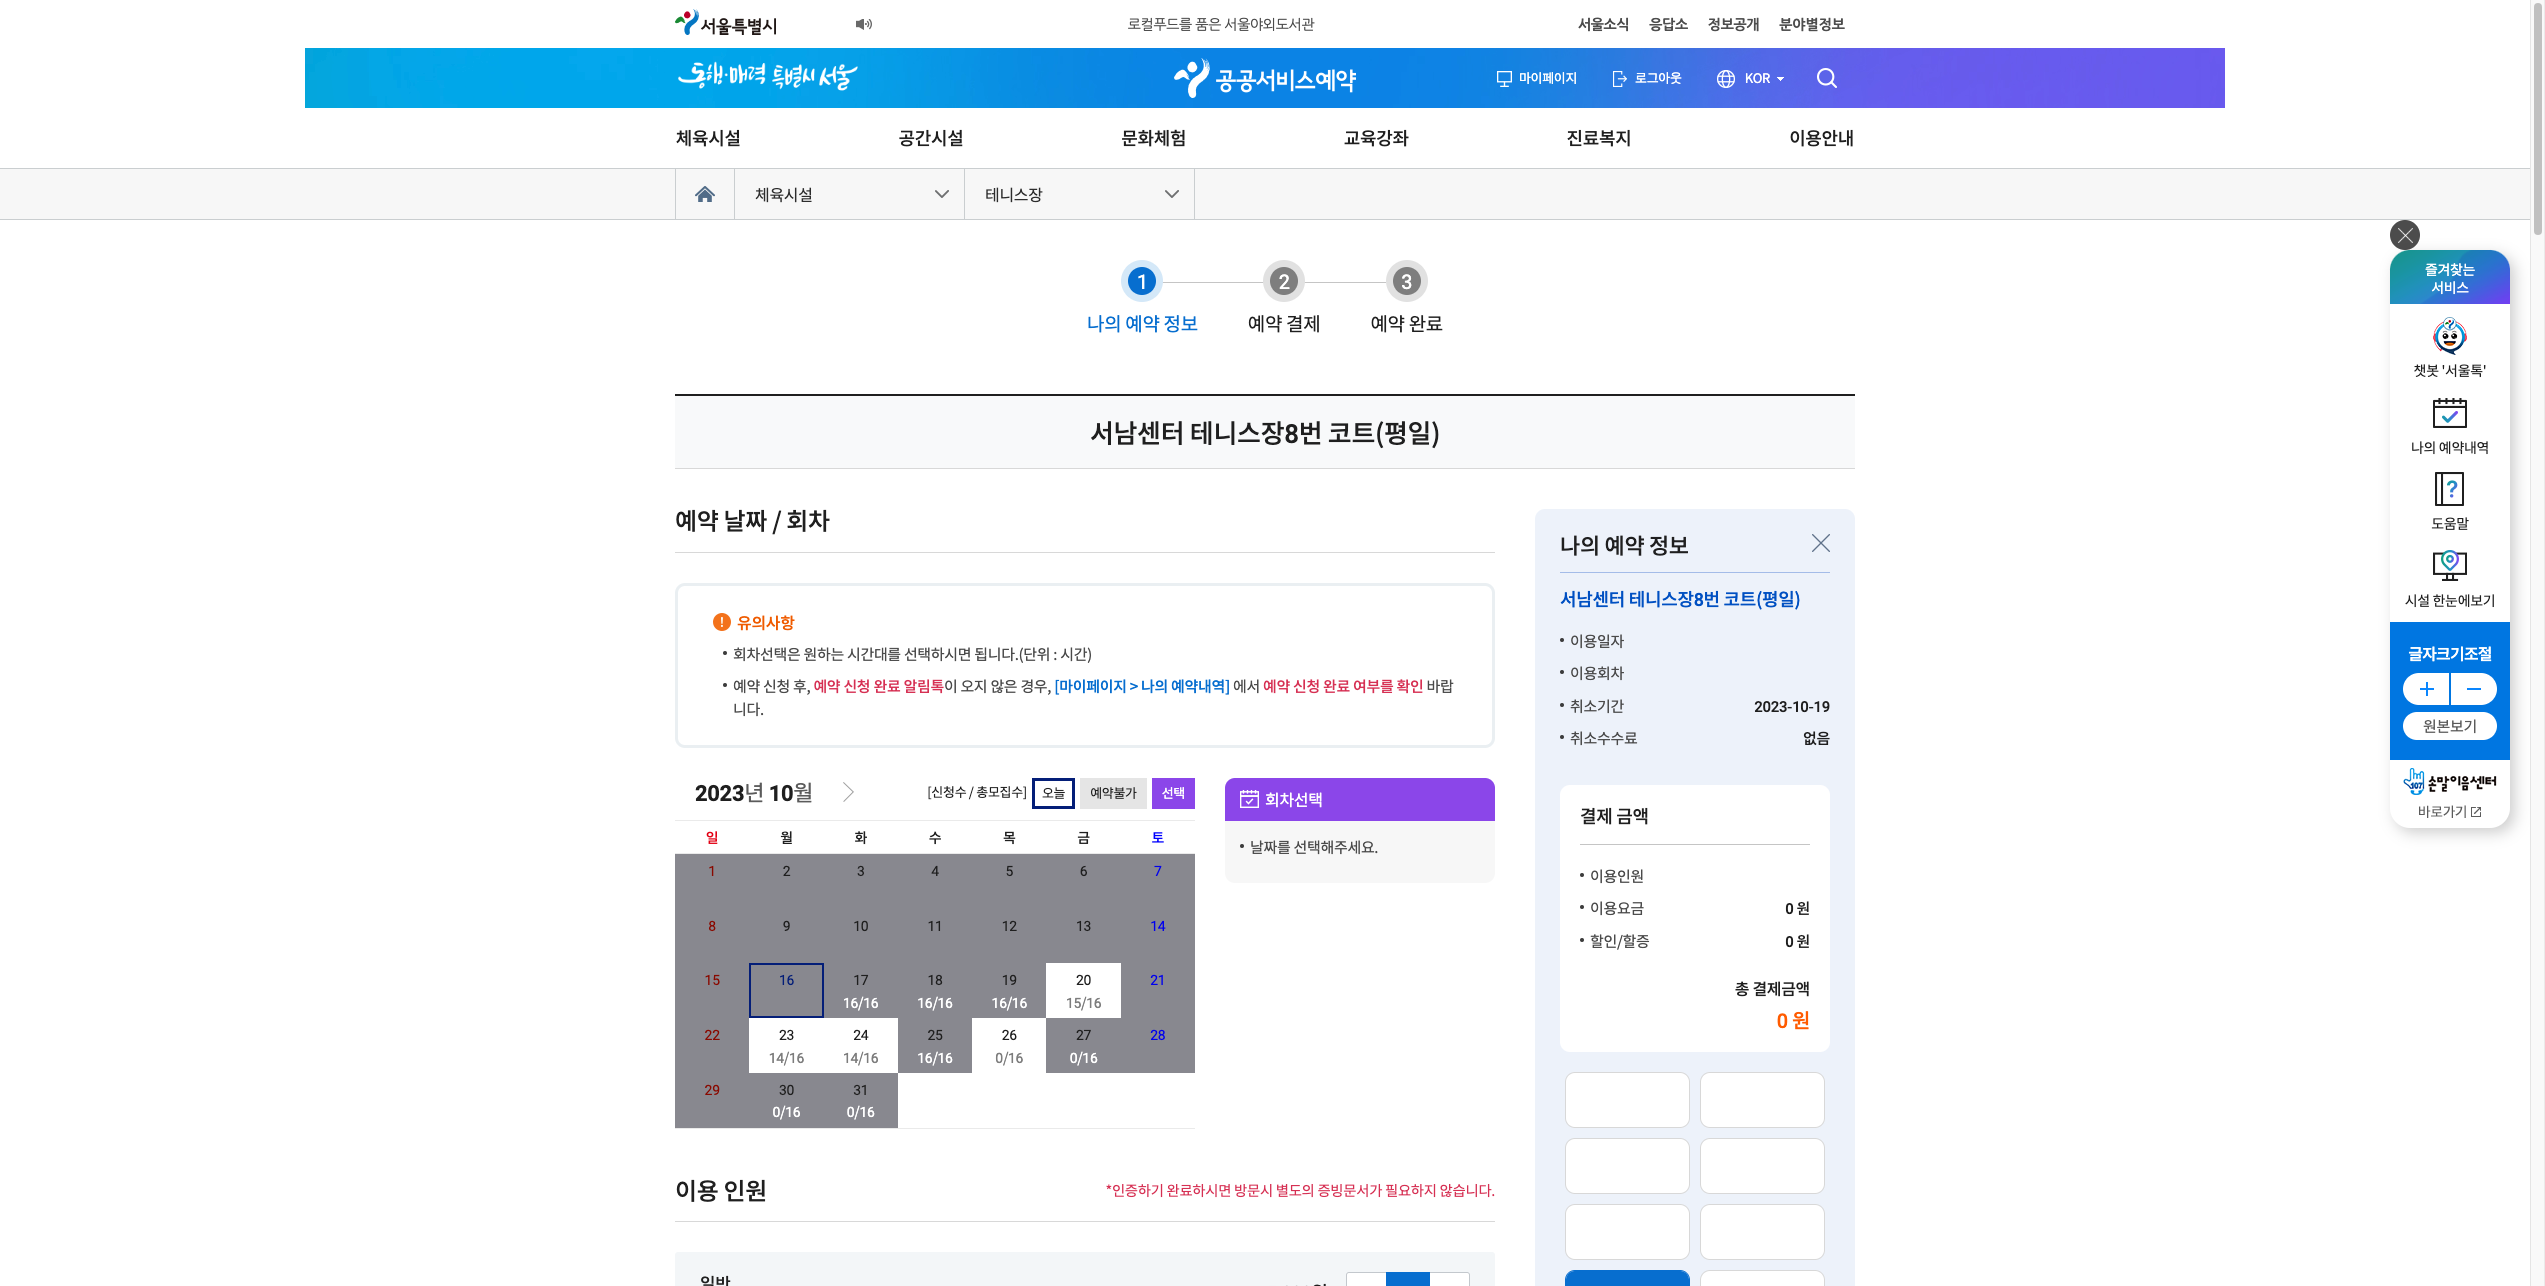 서울특별시
로컬푸드를 품은 서울야외도서관
서울소식 응답소 정보공개 분야별정보
동행·매력 특별시 서울
공공서비스예약
마이페이지 로그아웃 KOR
체육시설 공간시설 문화체험 교육강좌 진료복지 이용안내
체육시설 테니스장
1 2 3
나의 예약 정보 예약 결제 예약 완료
서남센터 테니스장8번 코트(평일)
예약 날짜 / 회차
! 유의사항
• 회차선택은 원하는 시간대를 선택하시면 됩니다.(단위 : 시간)
• 예약 신청 후, 예약 신청 완료 알림톡이 오지 않은 경우, [마이페이지 > 나의 예약내역] 에서 예약 신청 완료 여부를 확인 바랍
니다.
2023년 10월
[신청수 / 총모집수] 오늘 예약불가 선택
일 월 화 수 목 금 토
1 2 3 4 5 6 7
8 9 10 11 12 13 14
15 16 17 18 19 20 21
16/16 16/16 16/16 15/16
22 23 24 25 26 27 28
14/16 14/16 16/16 0/16 0/16
29 30 31
0/16 0/16
회차선택
• 날짜를 선택해주세요.
이용 인원
*인증하기 완료하시면 방문시 별도의 증빙문서가 필요하지 않습니다.
일반
나의 예약 정보
서남센터 테니스장8번 코트(평일)
• 이용일자
• 이용회차
• 취소기간 2023-10-19
• 취소수수료 없음
결제 금액
• 이용인원
• 이용요금 0 원
• 할인/할증 0 원
총 결제금액
0 원
즐겨찾는
서비스
챗봇 '서울톡'
나의 예약내역
?
도움말
시설 한눈에보기
글자크기조절
+ −
원본보기
107 손말이음센터
바로가기